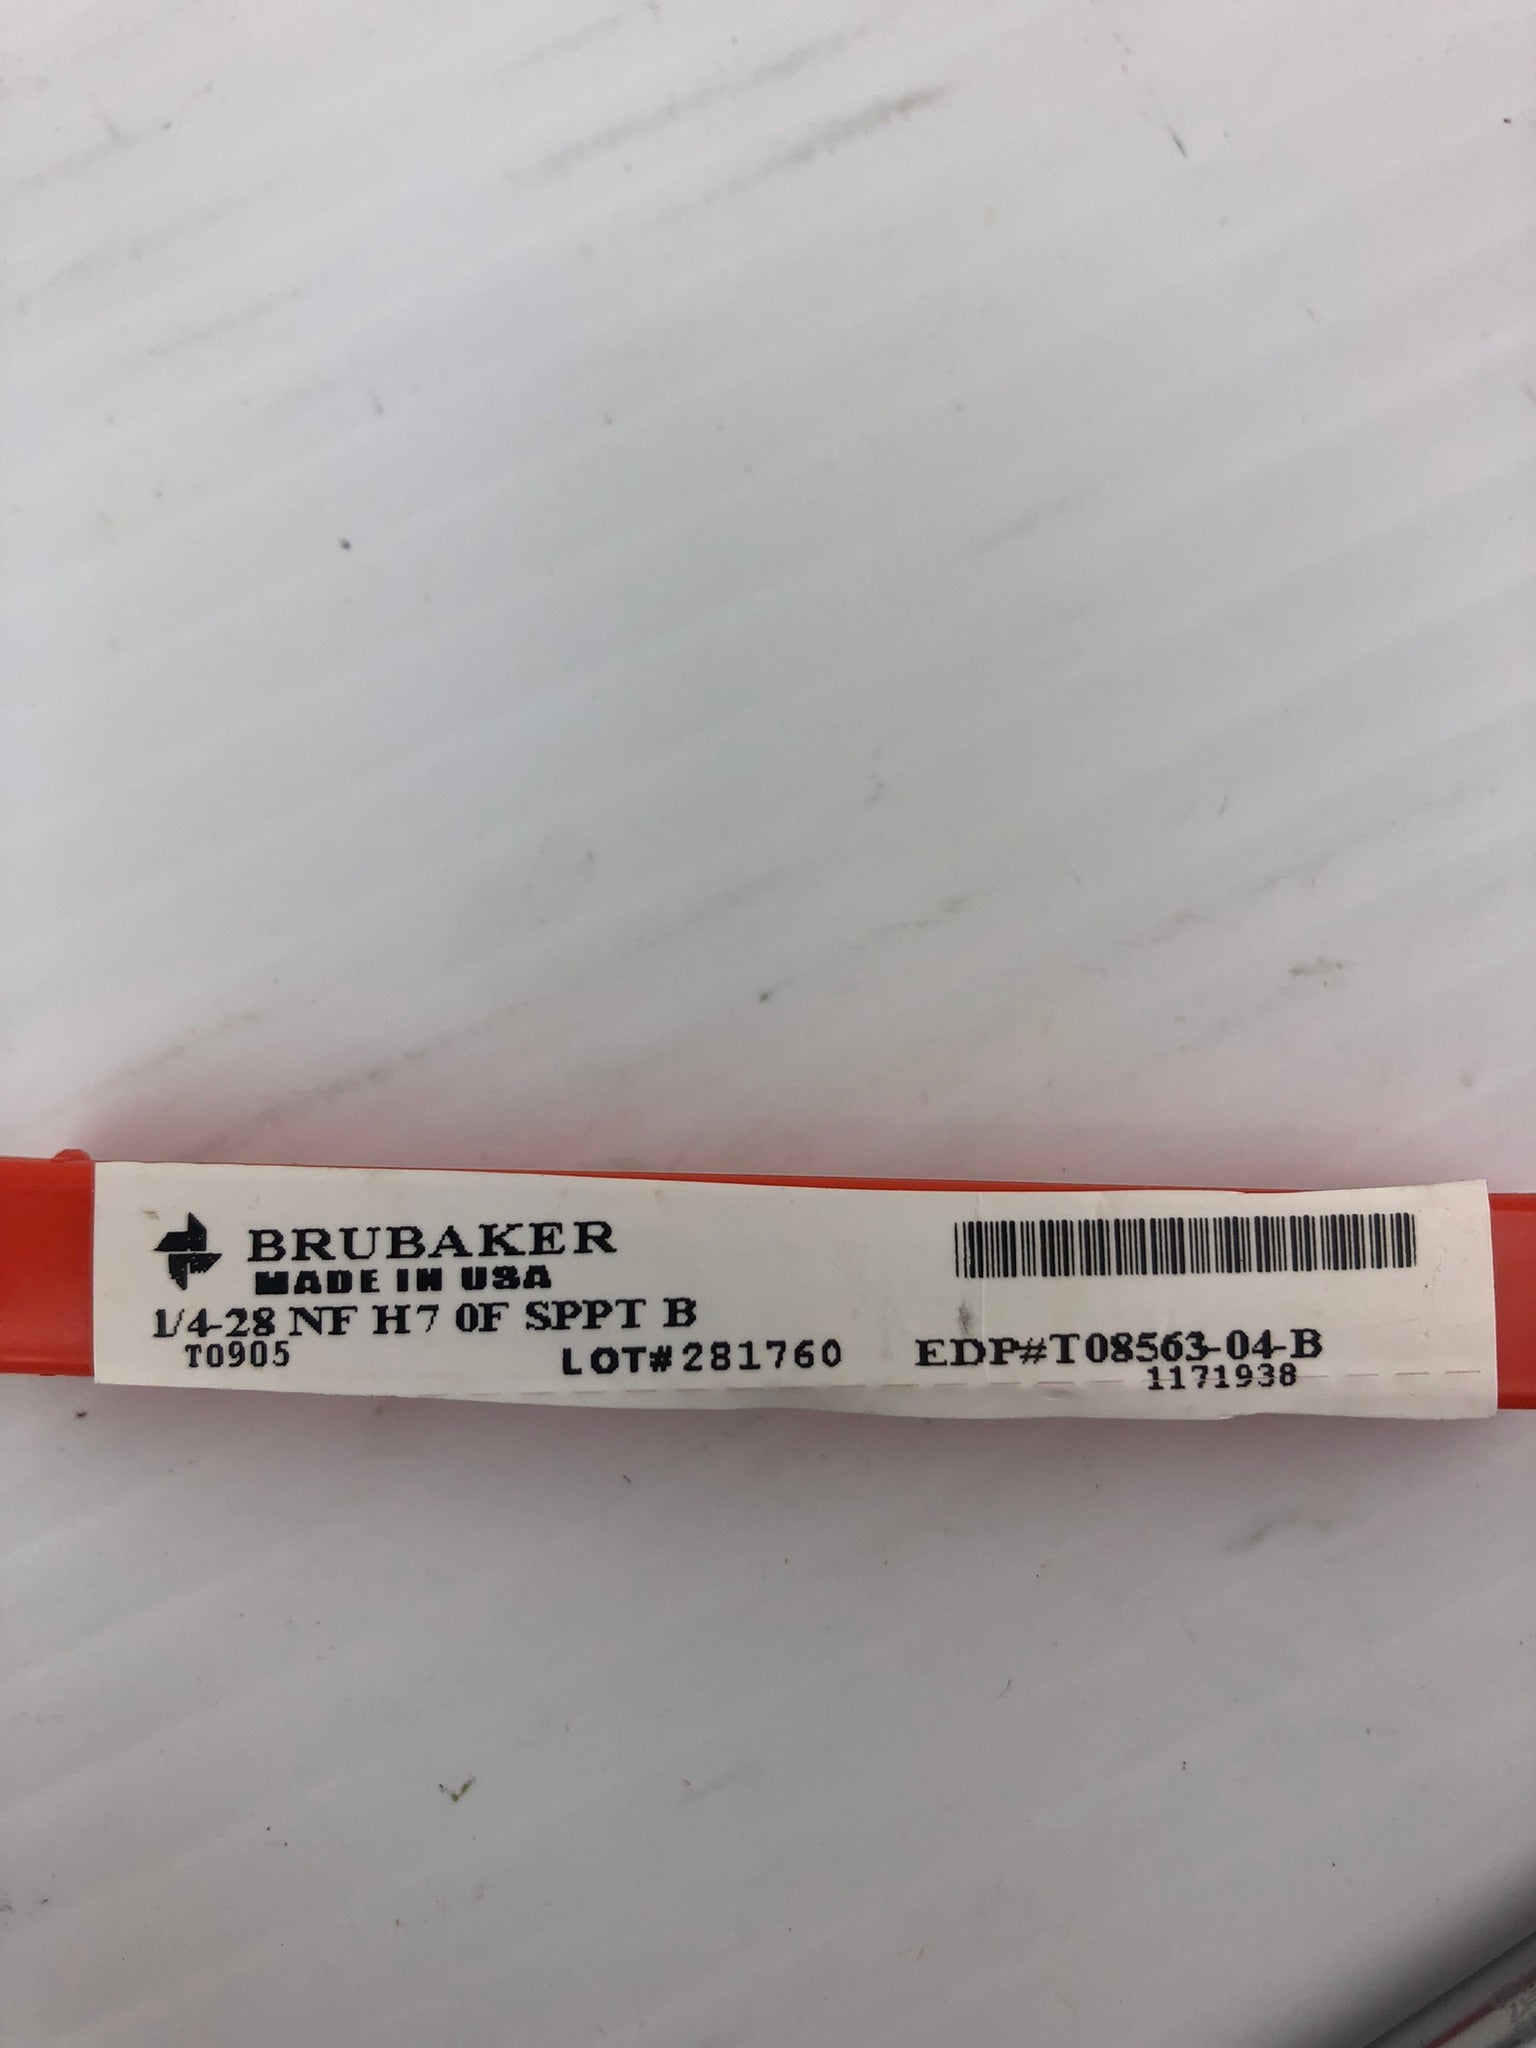 BRUBAKER
MADE IN USA
1/4-28 NF H7 0F SPPT B
T0905
LOT#281760
EDP#T08563-04-B
1171938